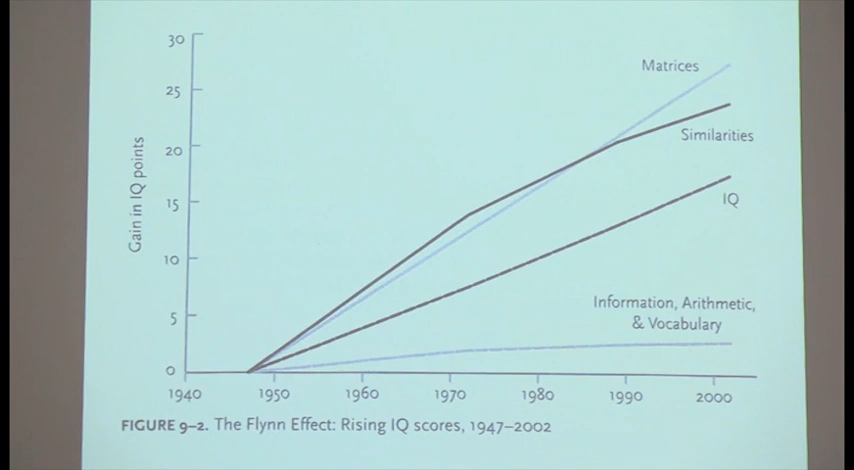 30
Matrices
25
Similarities
20
Gain in IQ points
15
IQ
10
Information, Arithmetic,
& Vocabulary
5
0
1940 1950 1960 1970 1980 1990 2000
FIGURE 9–2. The Flynn Effect: Rising IQ scores, 1947–2002